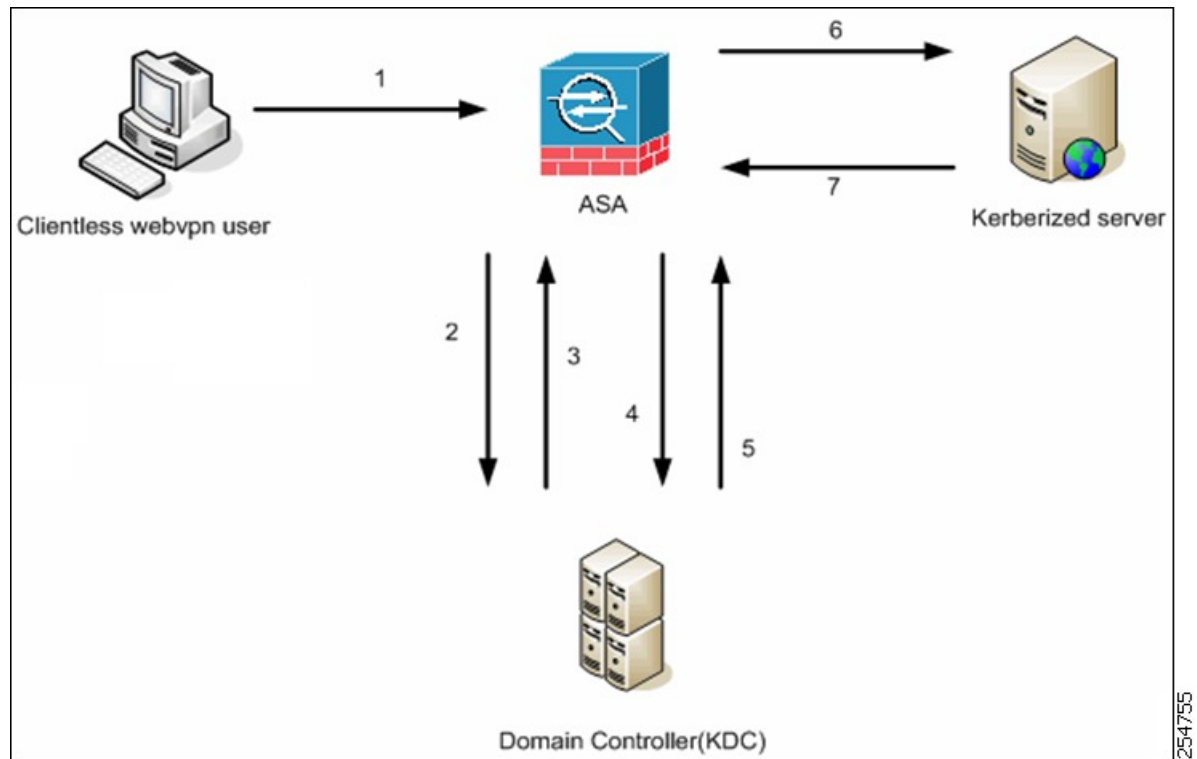 6
1
ASA
7
Clientless webvpn user
Kerberized server
2
3
4
5
Domain Controller(KDC)
254755